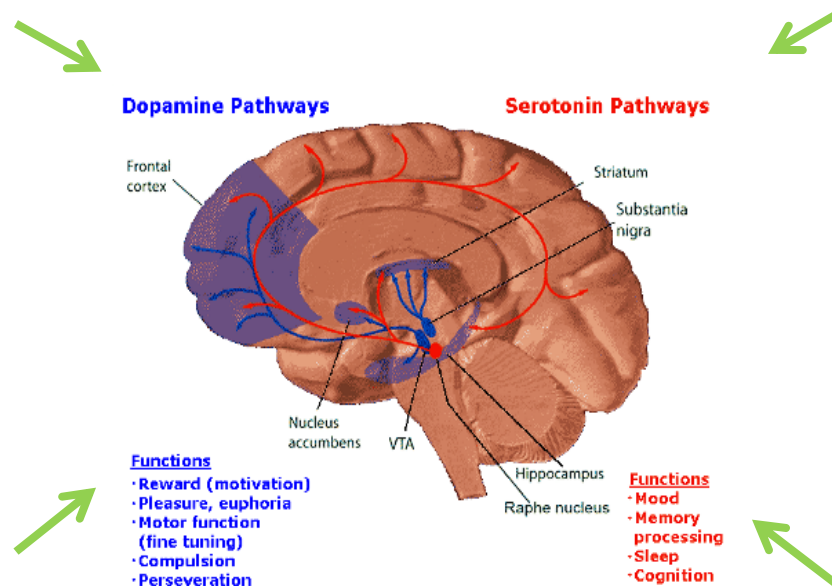 Dopamine Pathways
Serotonin Pathways
Frontal
cortex
Striatum
Substantia
nigra
Nucleus
accumbens
VTA
Hippocampus
Raphe nucleus
Functions
·Reward (motivation)
·Pleasure, euphoria
·Motor function
(fine tuning)
·Compulsion
·Perseveration
Functions
·Mood
·Memory
processing
·Sleep
·Cognition